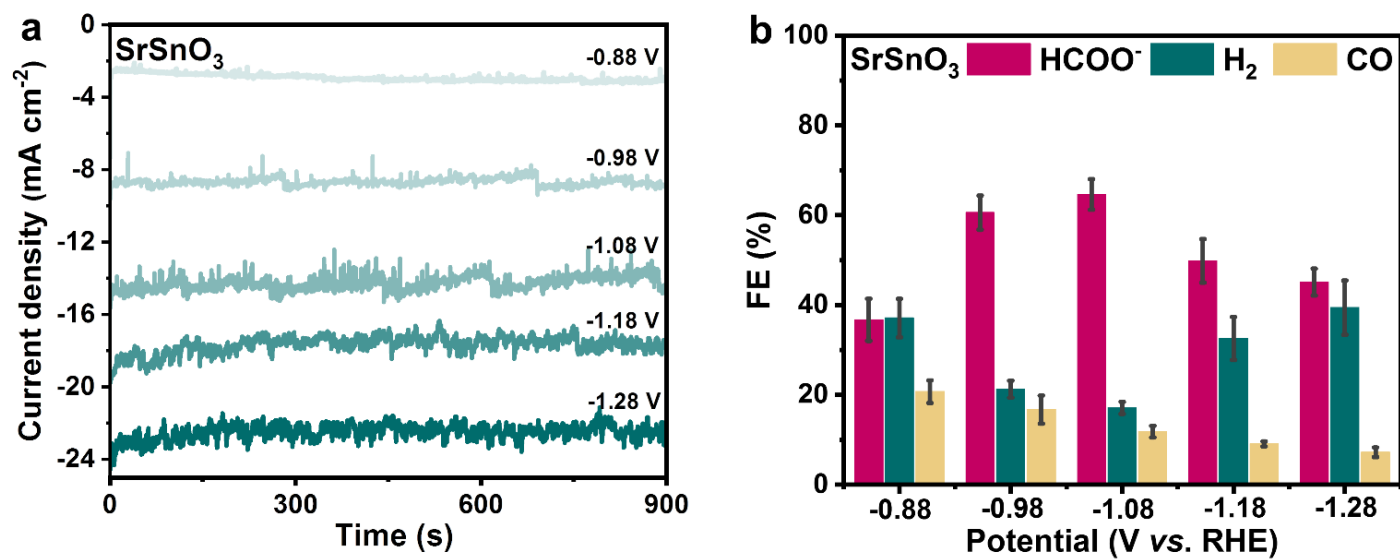 a
SrSnO3
-0.88 V
-0.98 V
-1.08 V
-1.18 V
-1.28 V
0
-4
-8
-12
-16
-20
-24
Current density (mA cm-2)
0 300 600 900
Time (s)
b
SrSnO3 HCOO- H2 CO
100
80
60
40
20
0
FE (%)
-0.88 -0.98 -1.08 -1.18 -1.28
Potential (V vs. RHE)